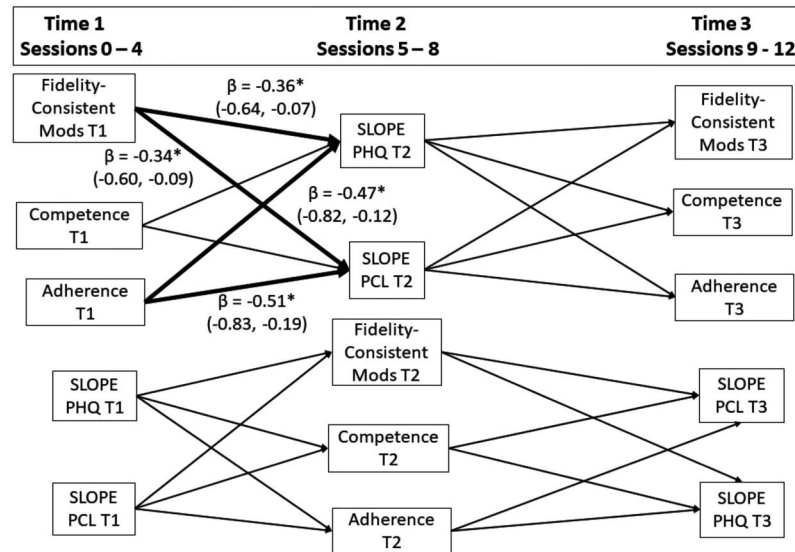 Time 1
Sessions 0 – 4
Time 2
Sessions 5 – 8
Time 3
Sessions 9 - 12
Fidelity-
Consistent
Mods T1
β = -0.36*
(-0.64, -0.07)
SLOPE
PHQ T2
Fidelity-
Consistent
Mods T3
β = -0.34*
(-0.60, -0.09)
Competence
T1
β = -0.47*
(-0.82, -0.12)
Competence
T3
SLOPE
PCL T2
Adherence
T1
β = -0.51*
(-0.83, -0.19)
Adherence
T3
Fidelity-
Consistent
Mods T2
SLOPE
PHQ T1
SLOPE
PCL T3
Competence
T2
SLOPE
PCL T1
Adherence
T2
SLOPE
PHQ T3